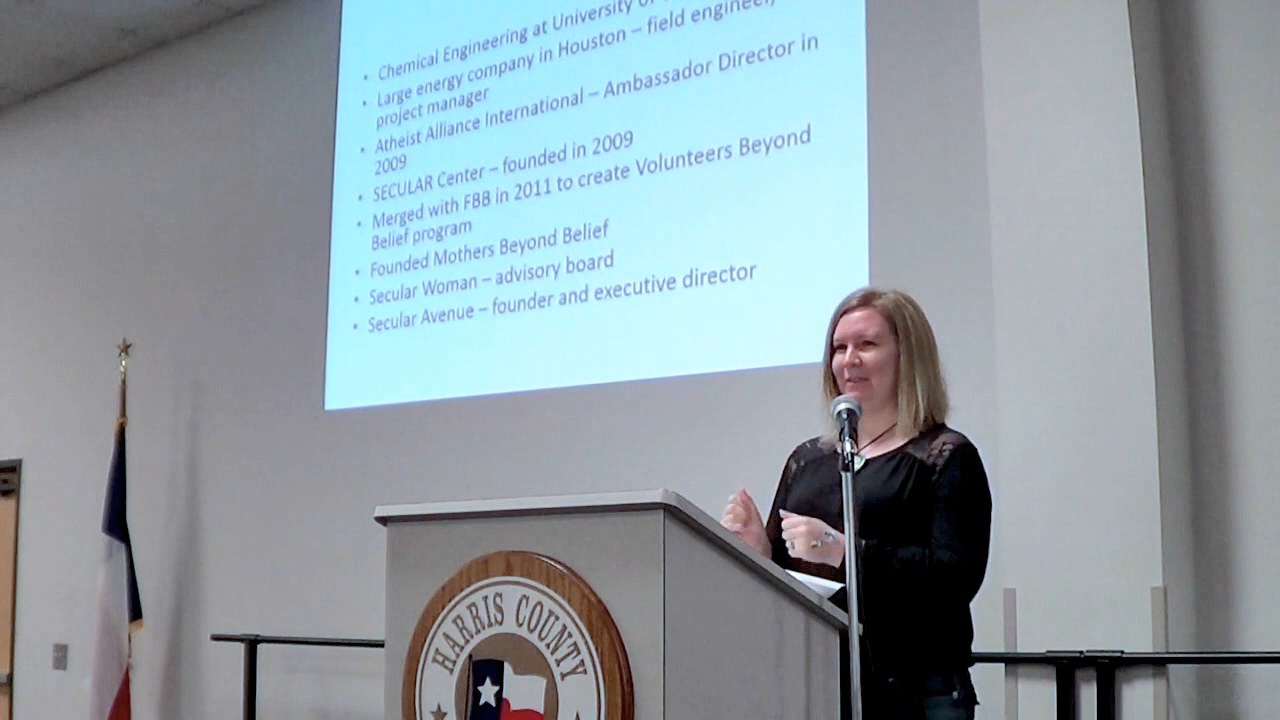 • Chemical Engineering at University of
• Large energy company in Houston – field engineer,
project manager
• Atheist Alliance International – Ambassador Director in
2009
• SECULAR Center – founded in 2009
• Merged with FBB in 2011 to create Volunteers Beyond
Belief program
• Founded Mothers Beyond Belief
• Secular Woman – advisory board
• Secular Avenue – founder and executive director
HARRIS COUNTY